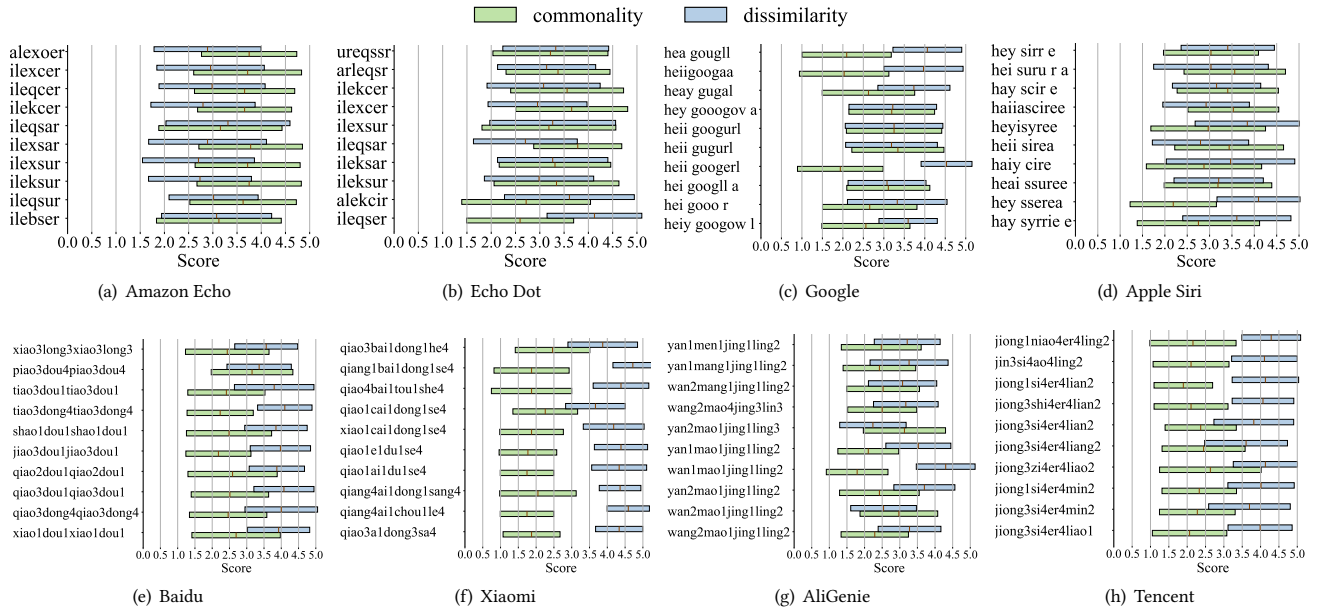 commonality dissimilarity
alexoer
ilexcer
ileqcer
ilekcer
ileqsar
ilexsar
ilexsur
ileksur
ileqsur
ilebser
0.0 0.5 1.0 1.5 2.0 2.5 3.0 3.5 4.0 4.5 5.0
Score
(a) Amazon Echo
ureqssr
arleqsr
ilekcer
ilexcer
ilexsur
ileqsar
ileksar
ileksur
alekcir
ileqser
0.0 0.5 1.0 1.5 2.0 2.5 3.0 3.5 4.0 4.5 5.0
Score
(b) Echo Dot
hea gougll
heiigoogaa
heay gugal
hey gooogov a
heii googurl
heii gugurl
heii googerl
hei googll a
hei gooo r
heiy googow l
0.0 0.5 1.0 1.5 2.0 2.5 3.0 3.5 4.0 4.5 5.0
Score
(c) Google
hey sirr e
hei suru r a
hay scir e
haiiasciree
heyisyree
heii sirea
haiy cire
heai ssuree
hey sserea
hay syrrie e
0.0 0.5 1.0 1.5 2.0 2.5 3.0 3.5 4.0 4.5 5.0
Score
(d) Apple Siri
xiao3long3xiao3long3
piao3dou4piao3dou4
tiao3dou1tiao3dou1
tiao3dong4tiao3dong4
shao1dou1shao1dou1
jiao3dou1jiao3dou1
qiao2dou1qiao2dou1
qiao3dou1qiao3dou1
qiao3dong4qiao3dong4
xiao1dou1xiao1dou1
0.0 0.5 1.0 1.5 2.0 2.5 3.0 3.5 4.0 4.5 5.0
Score
(e) Baidu
qiao3bai1dong1he4
qiang1bai1dong1se4
qiao4bai1tou1she4
qiao1cai1dong1se4
xiao1cai1dong1se4
qiao1e1du1se4
qiao1ai1du1se4
qiang4ai1dong1sang4
qiang4ai1chou1le4
qiao3a1dong3sa4
0.0 0.5 1.0 1.5 2.0 2.5 3.0 3.5 4.0 4.5 5.0
Score
(f) Xiaomi
yan1men1jing1ling2
yan1mang1jing1ling2
wan2mang1jing1ling2
wang2mao4jing3lin3
yan2mao1jing1ling3
yan1mao1jing1ling2
wan1mao1jing1ling2
yan2mao1jing1ling2
wan2mao1jing1ling2
wang2mao1jing1ling2
0.0 0.5 1.0 1.5 2.0 2.5 3.0 3.5 4.0 4.5 5.0
Score
(g) AliGenie
jiong1niao4er4ling2
jin3si4ao4ling2
jiong1si4er4lian2
jiong3shi4er4lian2
jiong3si4er4lian2
jiong3si4er4liang2
jiong3zi4er4liao2
jiong1si4er4min2
jiong3si4er4min2
jiong3si4er4liao1
0.0 0.5 1.0 1.5 2.0 2.5 3.0 3.5 4.0 4.5 5.0
Score
(h) Tencent